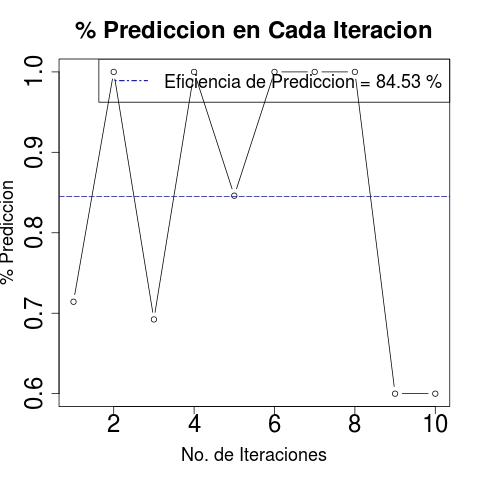 % Prediccion en Cada Iteracion
Eficiencia de Prediccion = 84.53 %
% Prediccion
1.0
0.9
0.8
0.7
0.6
2 4 6 8 10
No. de Iteraciones